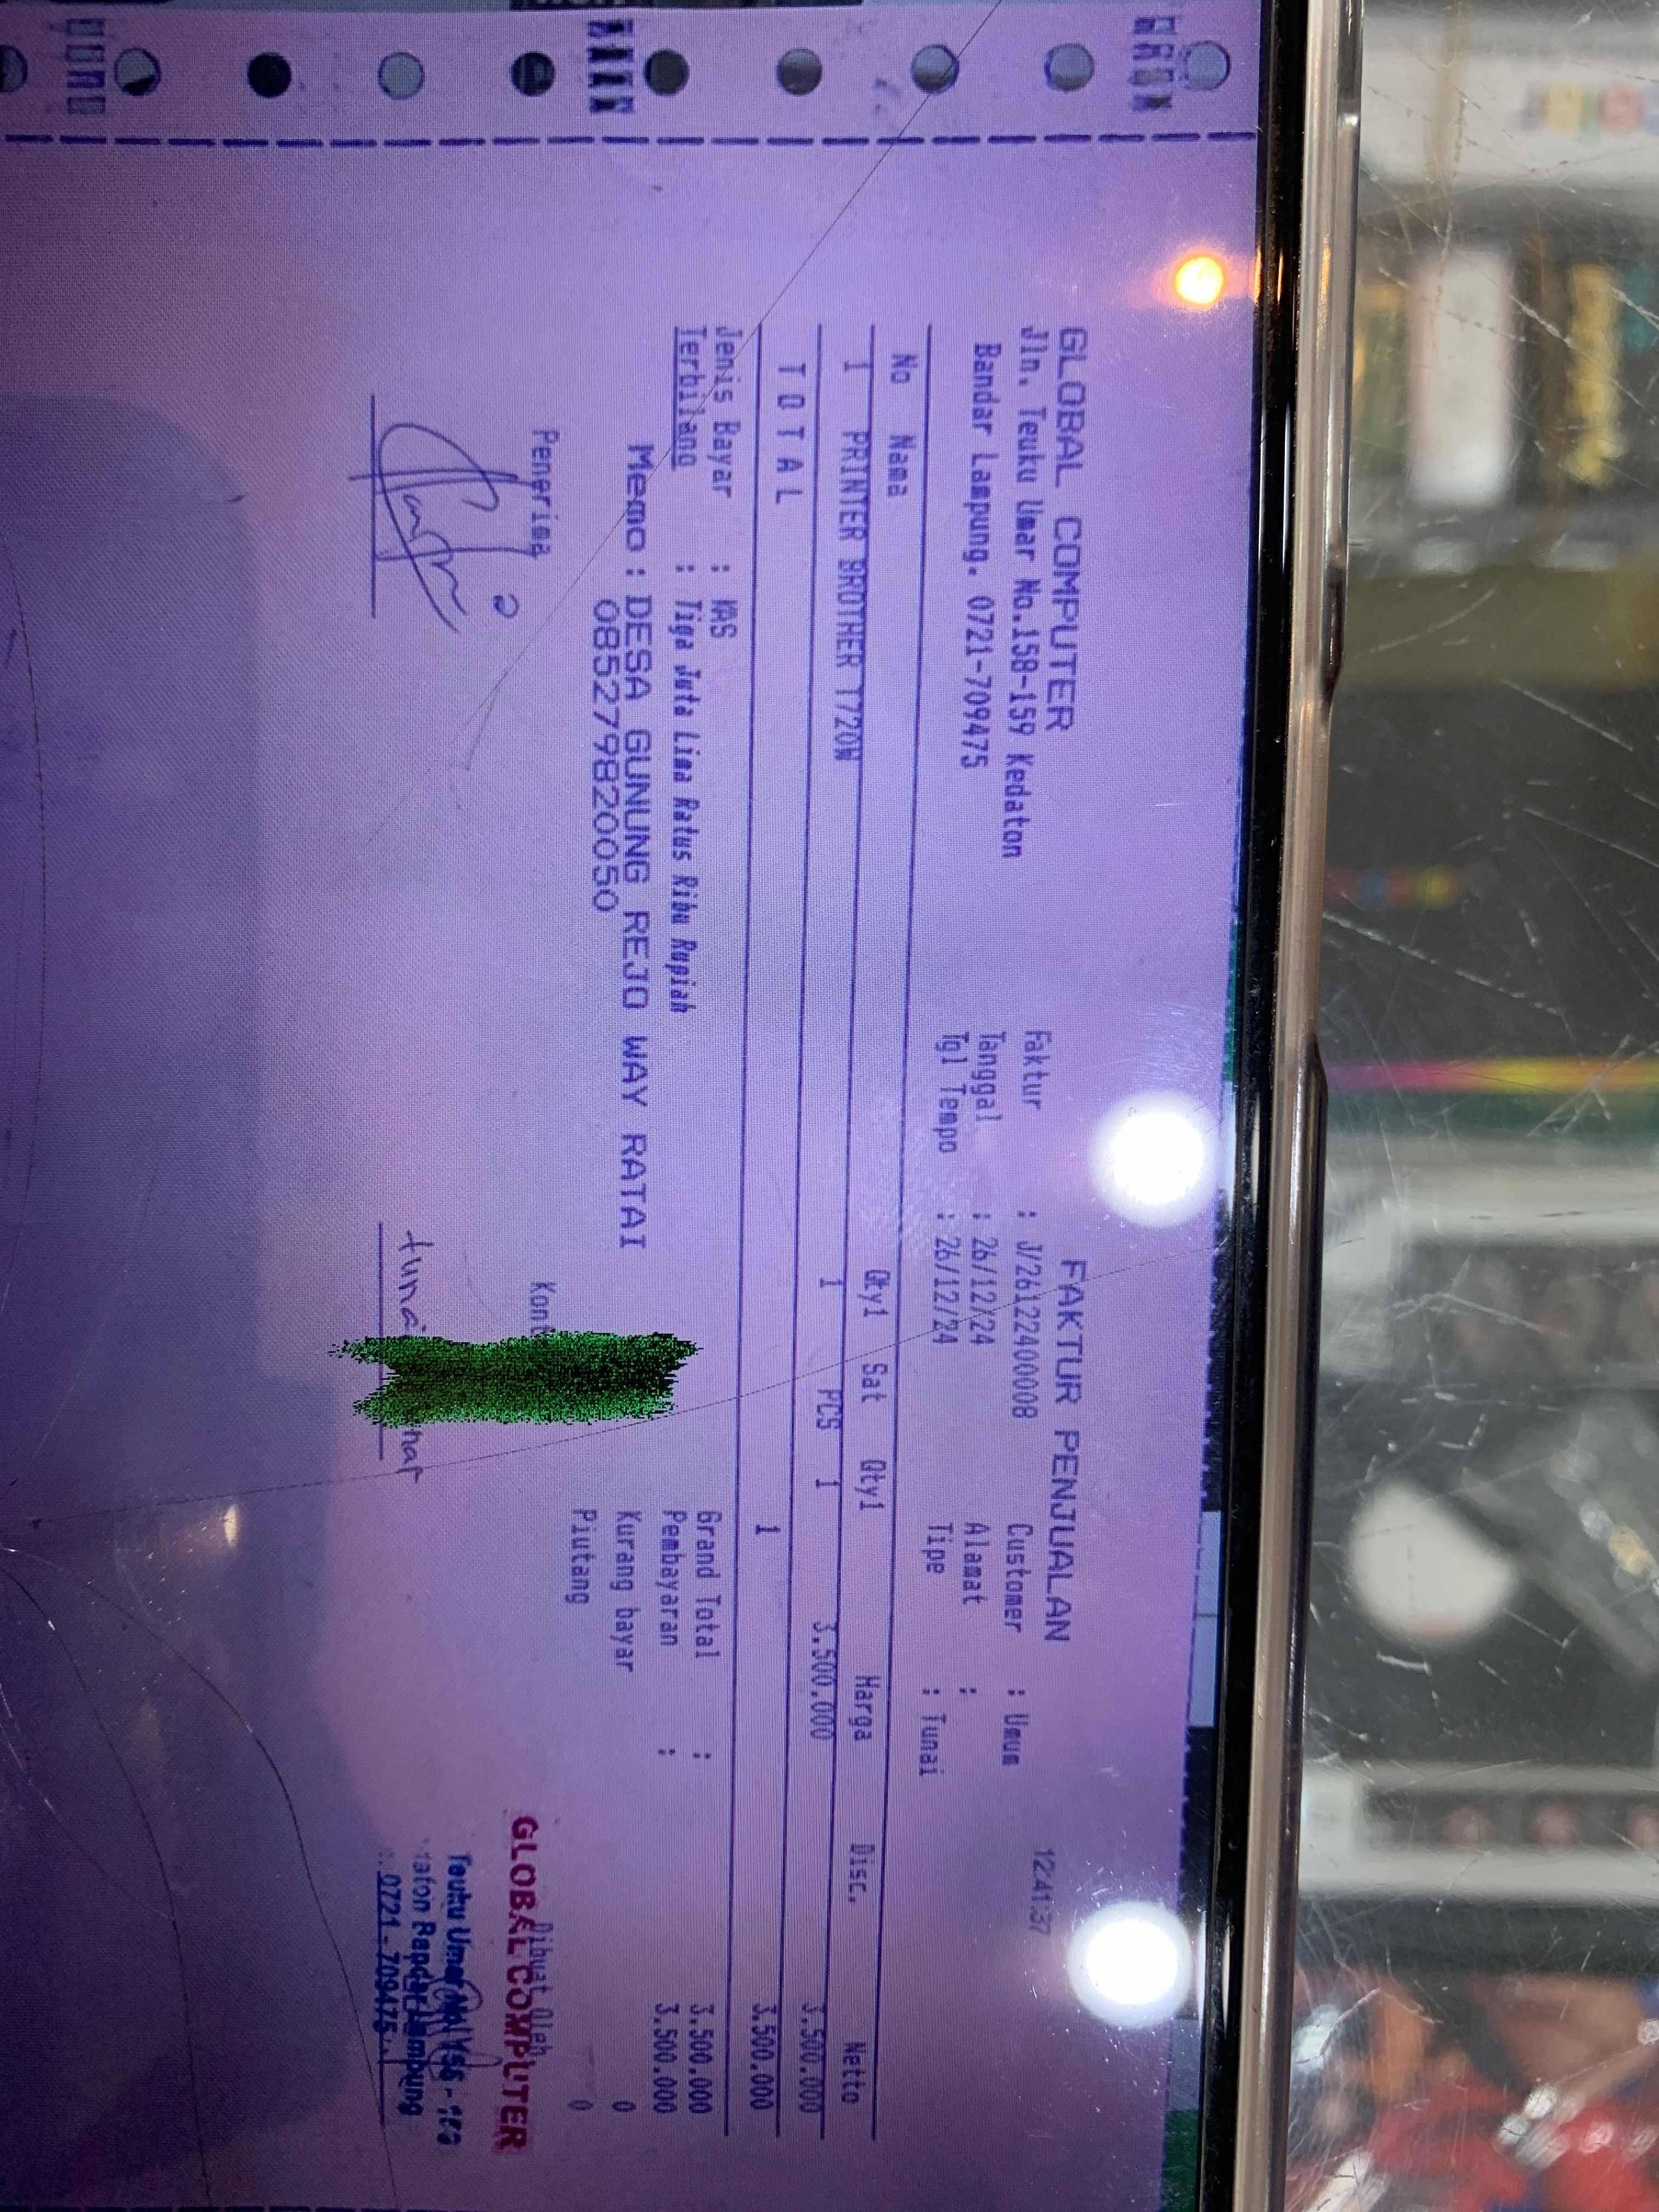 GLOBAL COMPUTER
Jln. Teuku Umar No.158-159 Kedaton
Bandar Lampung. 0721-709475
FAKTUR PENJUALAN
12:41:37
Faktur : J/26122400008
Tanggal : 26/12/24
Tgl Tempo : 26/12/24
Customer : Umum
Alamat :
Tipe : Tunai
No Nama Qty1 Sat Qty1 Harga Disc. Netto
1 PRINTER BROTHER T720W 1 PCS 1 3.500.000 3.500.000
T O T A L 1 3.500.000
Jenis Bayar : KAS
Terbilang : Tiga Juta Lima Ratus Ribu Rupiah
Memo : DESA GUNUNG REJO WAY RATAI
085279820050
Grand Total : 3.500.000
Pembayaran : 3.500.000
Kurang bayar 0
Piutang 0
Penerima
Dibuat Oleh
GLOBAL COMPUTER
Teuku Umar
Bandar Lampung
0721 - 709475